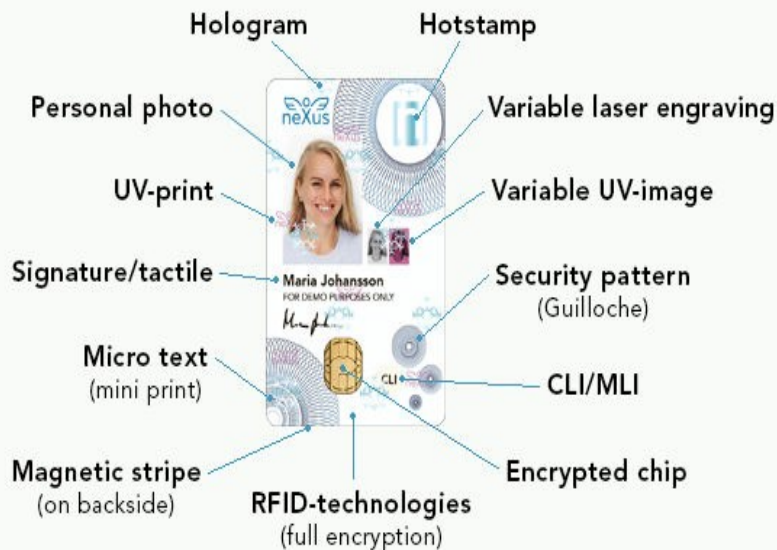 Hologram
Hotstamp
Personal photo
Variable laser engraving
neXus
UV-print
Variable UV-image
Signature/tactile
Maria Johansson
FOR DEMO PURPOSES ONLY
Security pattern
(Guilloche)
Micro text
(mini print)
CLI
CLI/MLI
Magnetic stripe
(on backside)
Encrypted chip
RFID-technologies
(full encryption)